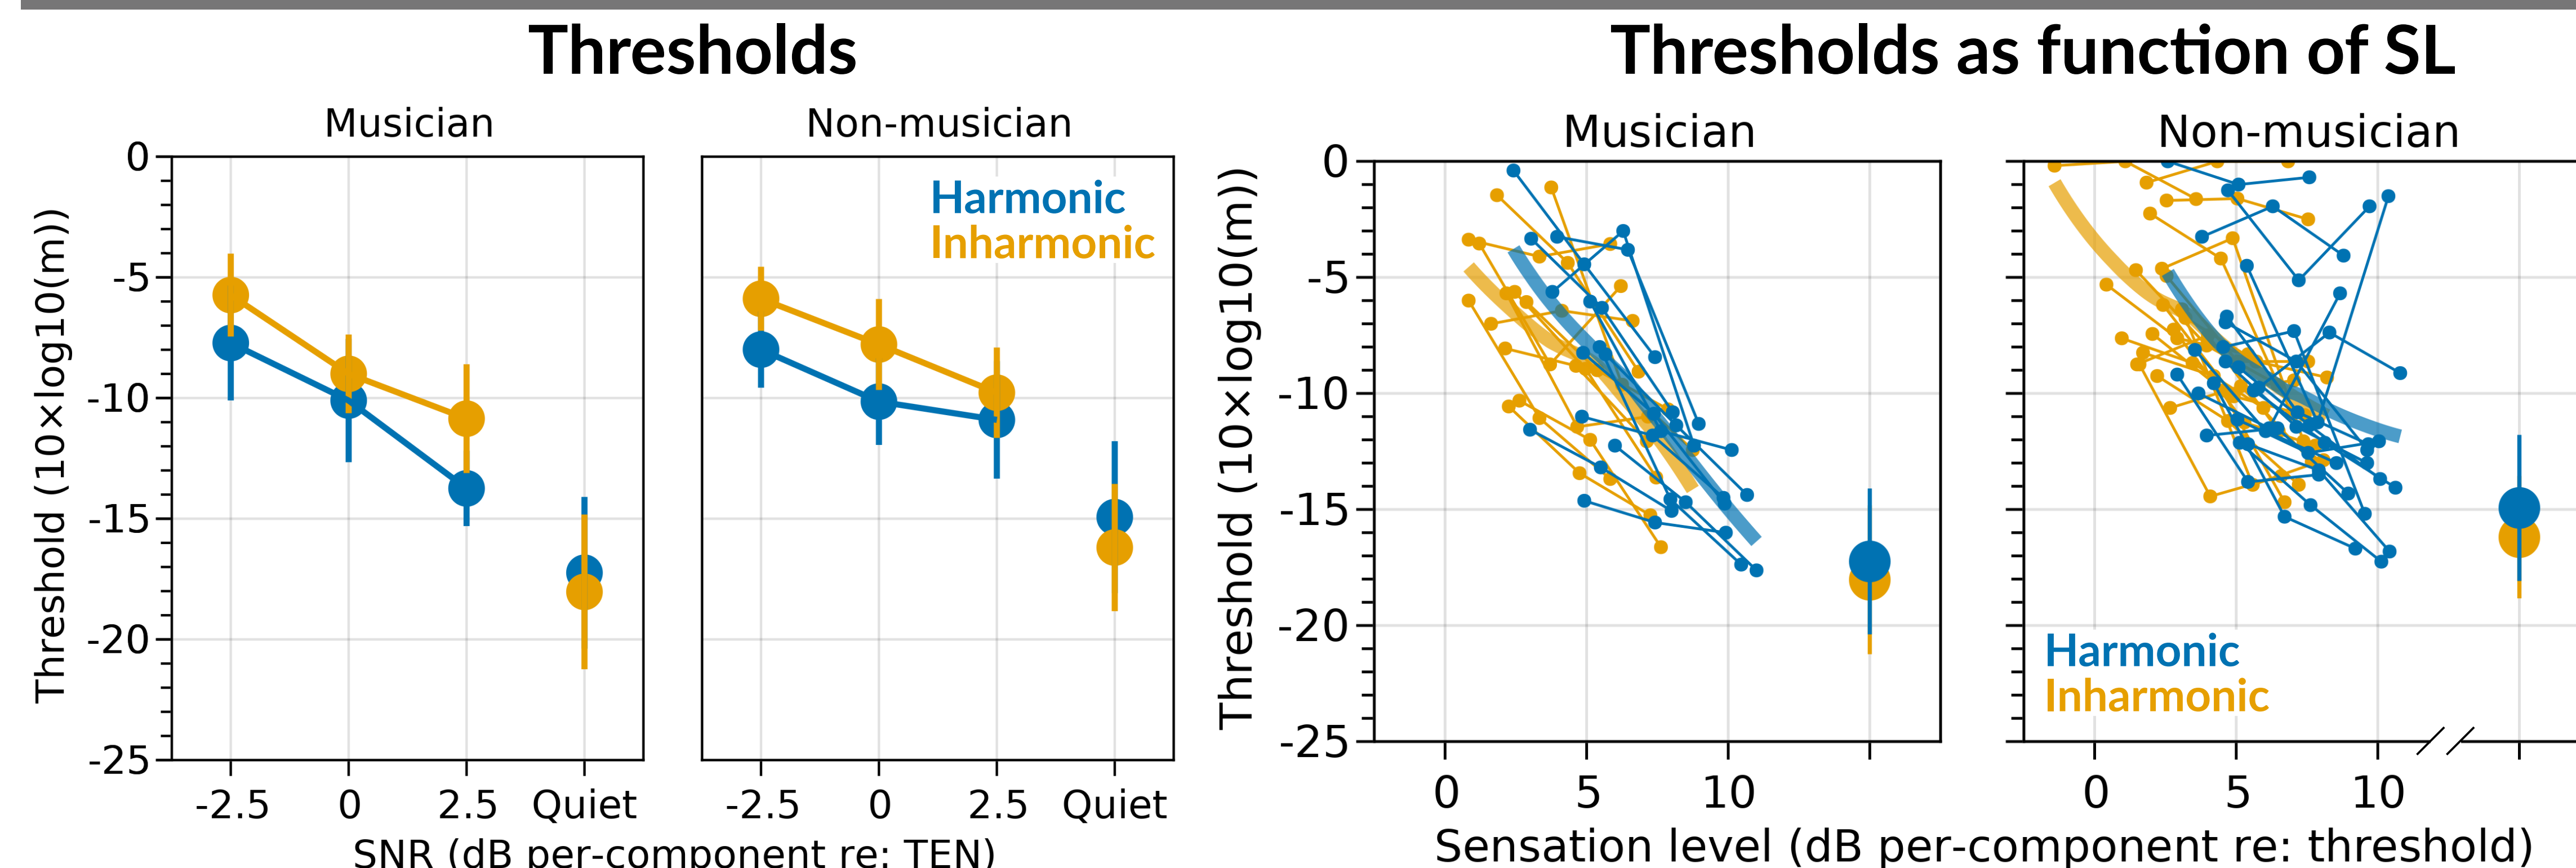 Thresholds
Musician
Non-musician
Threshold (10×log10(m))
0
-5
-10
-15
-20
-25
Harmonic
Inharmonic
-2.5 0 2.5 Quiet
-2.5 0 2.5 Quiet
SNR (dB per-component re: TEN)
Thresholds as function of SL
Musician
Non-musician
Threshold (10×log10(m))
0
-5
-10
-15
-20
-25
Harmonic
Inharmonic
0 5 10
0 5 10
Sensation level (dB per-component re: threshold)